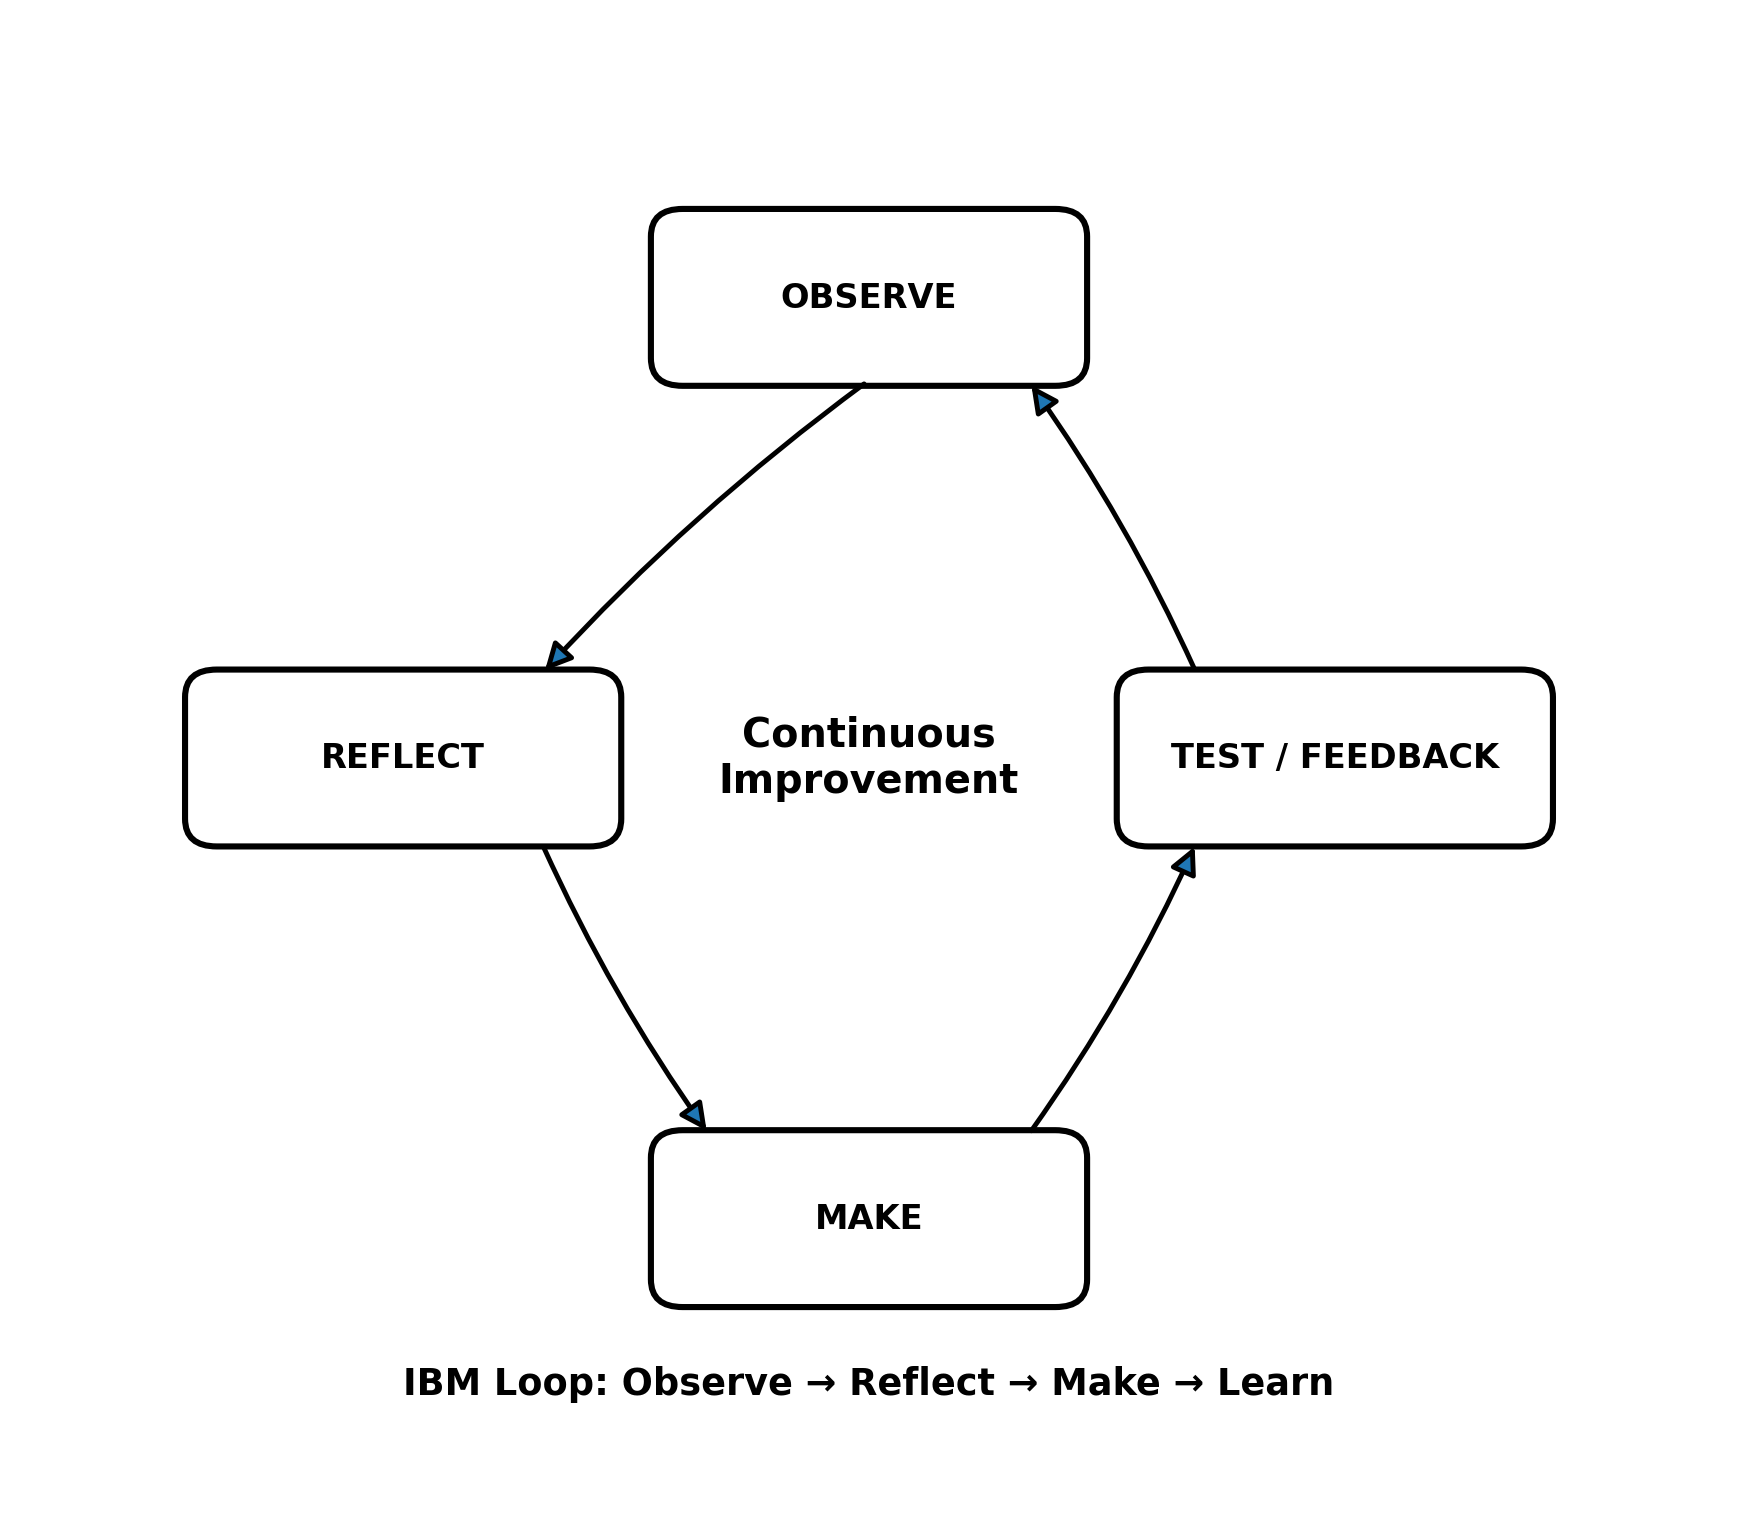 OBSERVE
REFLECT
Continuous
Improvement
TEST / FEEDBACK
MAKE
IBM Loop: Observe → Reflect → Make → Learn